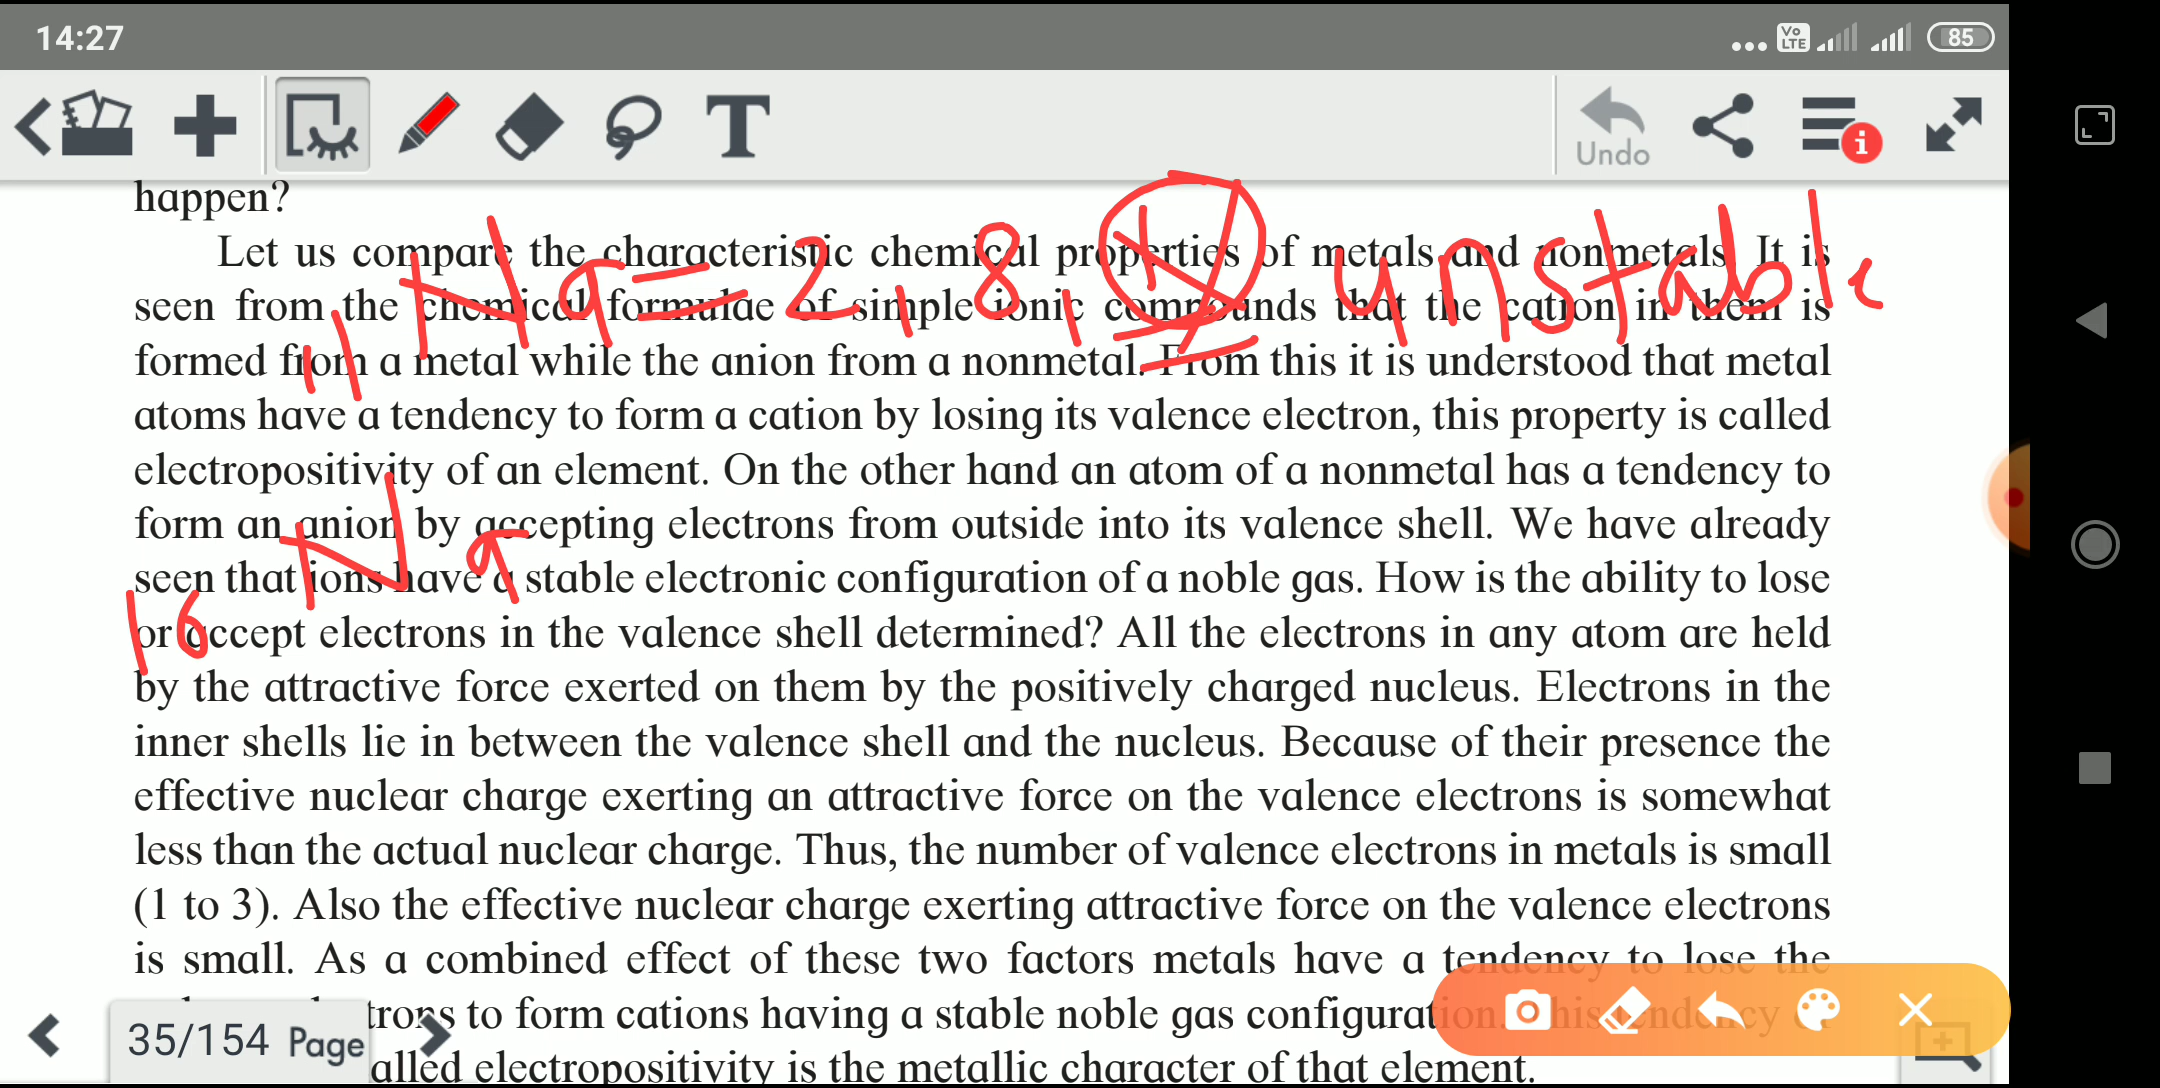 14:27
Vo LTE
85
Undo
happen?
Let us compare the characteristic chemical properties of metals and nonmetals. It is
₁₁Na = 2, 8, 1 unstable
seen from the chemical formulae of simple ionic compounds that the cation in them is
formed from a metal while the anion from a nonmetal. From this it is understood that metal
atoms have a tendency to form a cation by losing its valence electron, this property is called
electropositivity of an element. On the other hand an atom of a nonmetal has a tendency to
form an anion by accepting electrons from outside into its valence shell. We have already
16 Na
seen that ions have a stable electronic configuration of a noble gas. How is the ability to lose
or accept electrons in the valence shell determined? All the electrons in any atom are held
by the attractive force exerted on them by the positively charged nucleus. Electrons in the
inner shells lie in between the valence shell and the nucleus. Because of their presence the
effective nuclear charge exerting an attractive force on the valence electrons is somewhat
less than the actual nuclear charge. Thus, the number of valence electrons in metals is small
(1 to 3). Also the effective nuclear charge exerting attractive force on the valence electrons
is small. As a combined effect of these two factors metals have a tendency to lose the
to form cations having a stable noble gas configuration.
35/154 Page
electropositivity is the metallic character of that element.